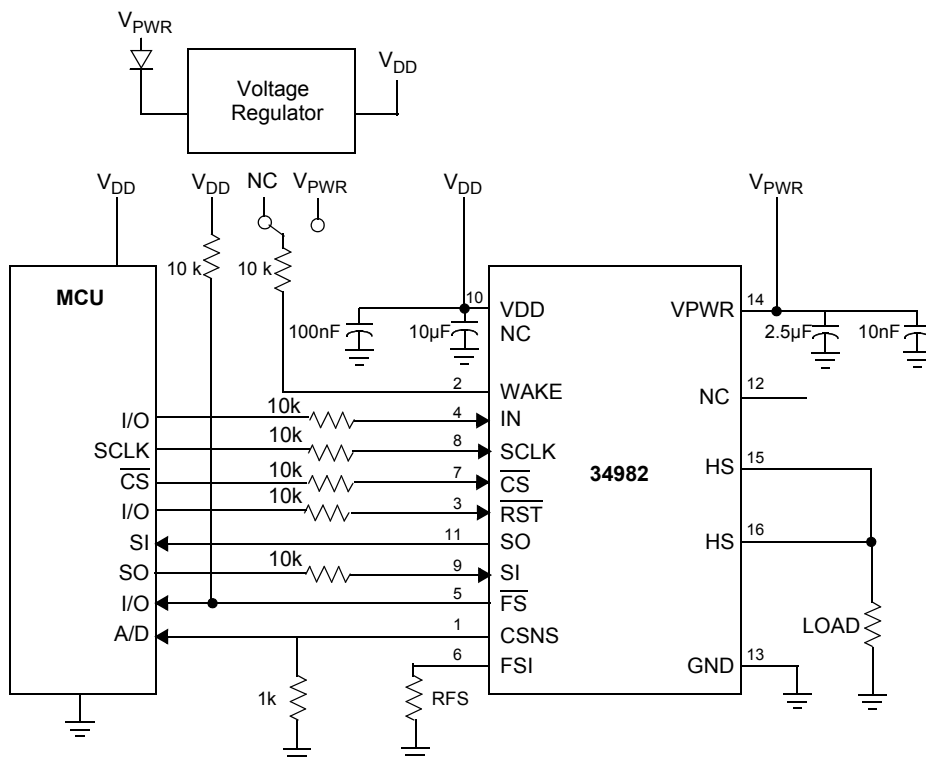 VPWR
Voltage
Regulator
VDD
VDD
VDD
NC
VPWR
VDD
VPWR
10 k
10 k
MCU
10
VDD
NC
VPWR
14
100nF
10µF
2.5µF
10nF
2
WAKE
NC
12
I/O
10k
4
IN
SCLK
10k
8
SCLK
34982
HS
15
CS
10k
7
CS
I/O
10k
3
RST
SI
11
SO
HS
16
SO
10k
9
SI
I/O
5
FS
A/D
1
CSNS
LOAD
6
FSI
GND
13
1k
RFS